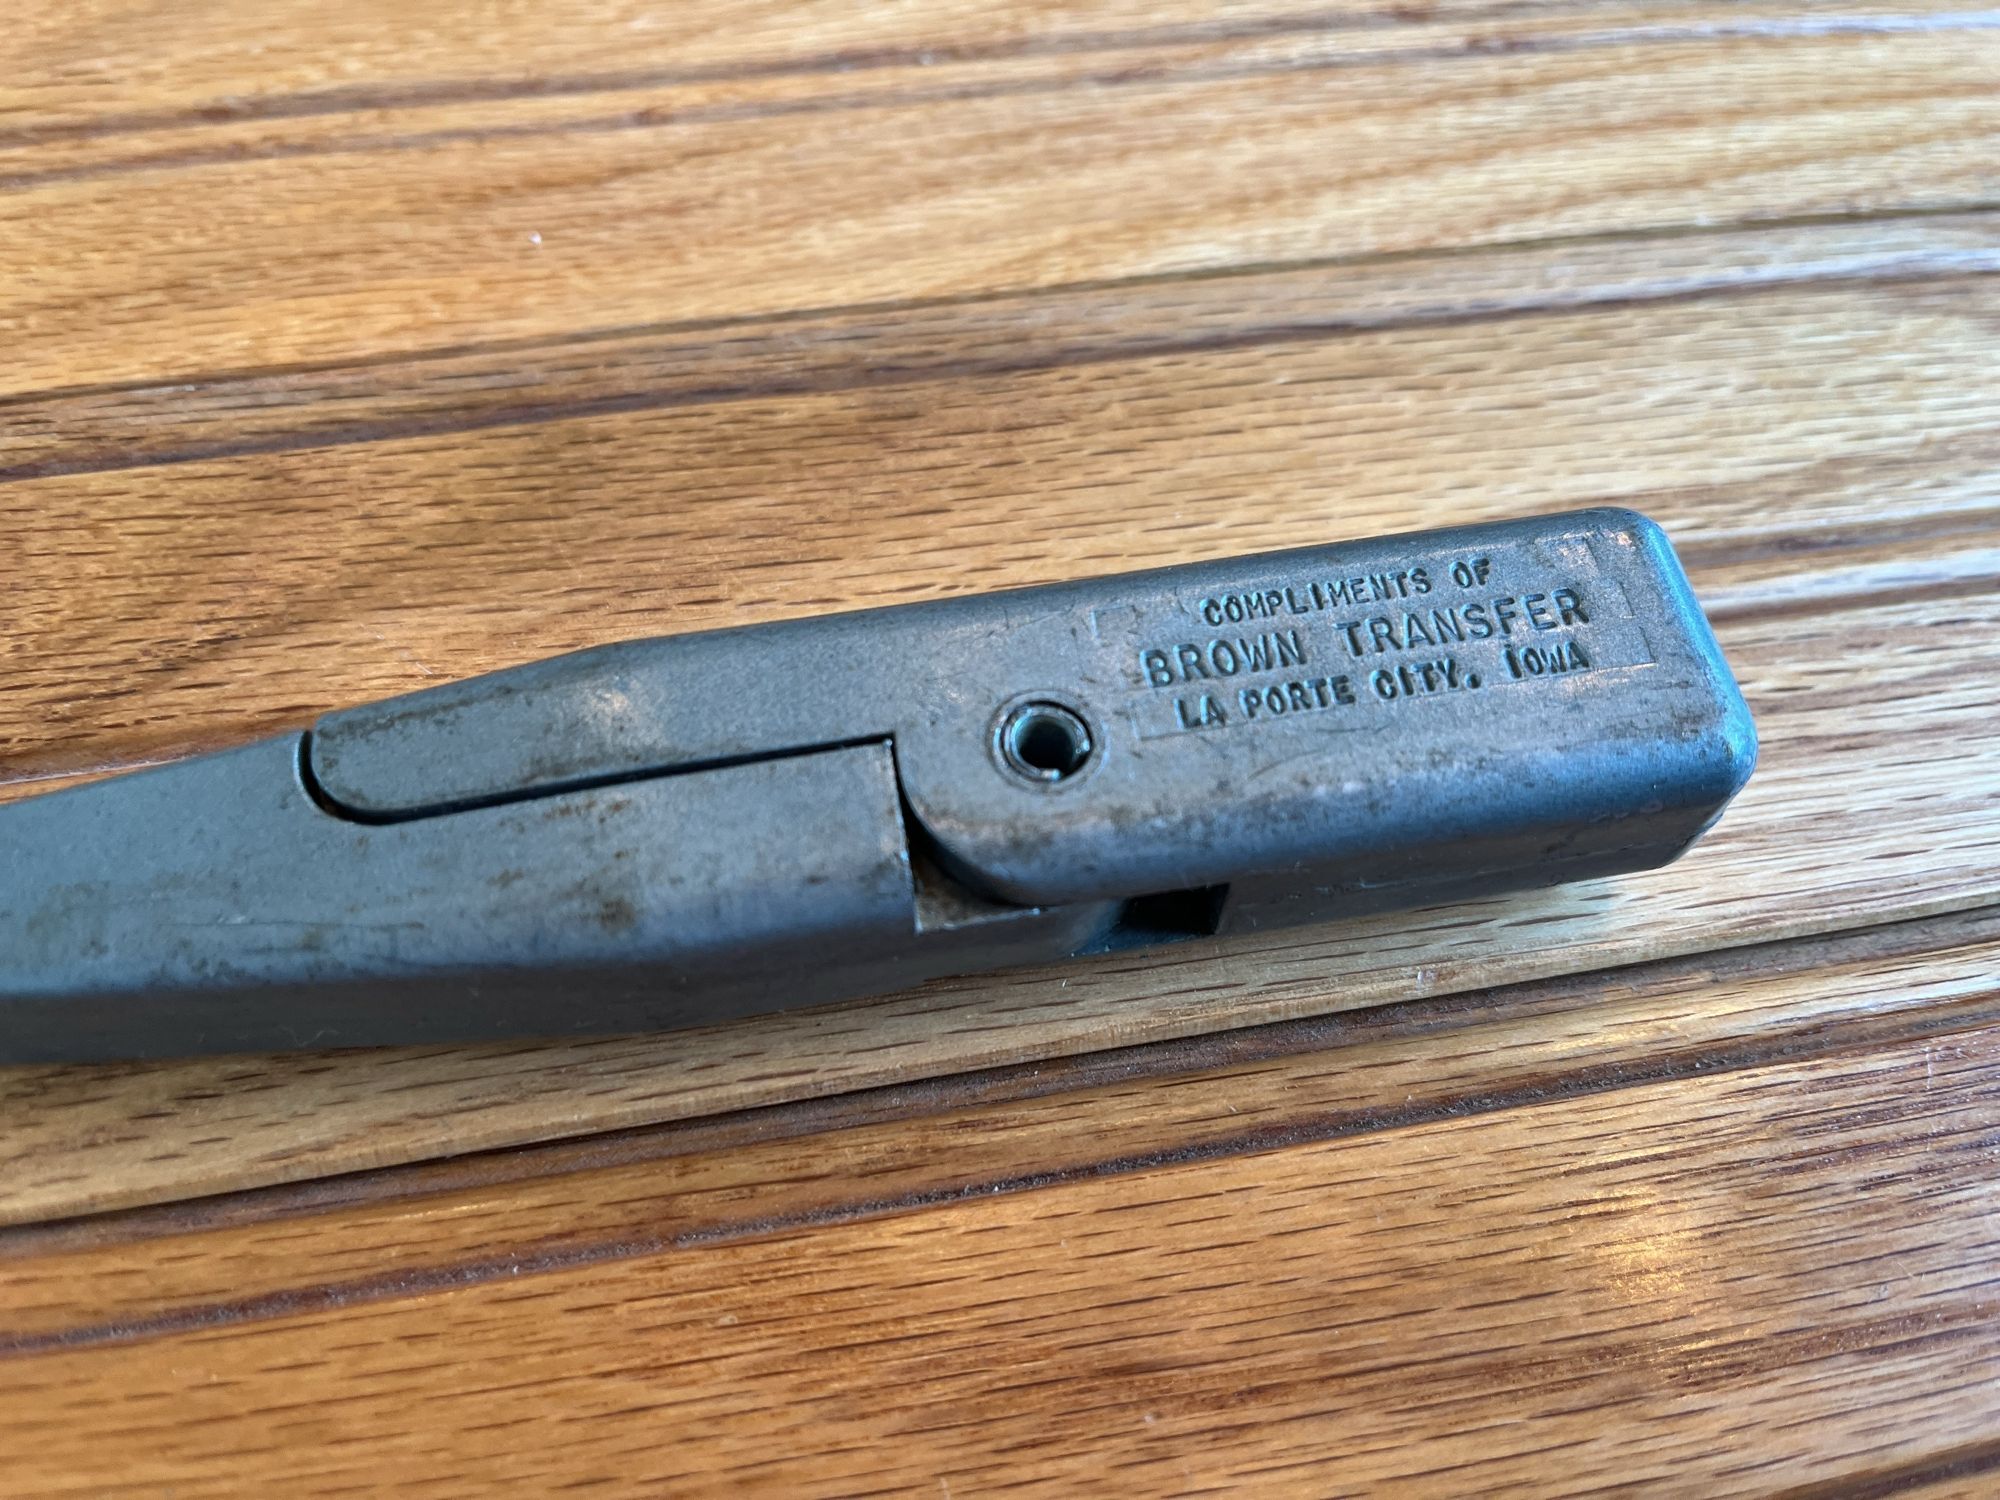 COMPLIMENTS OF
BROWN TRANSFER
LA PORTE CITY, IOWA